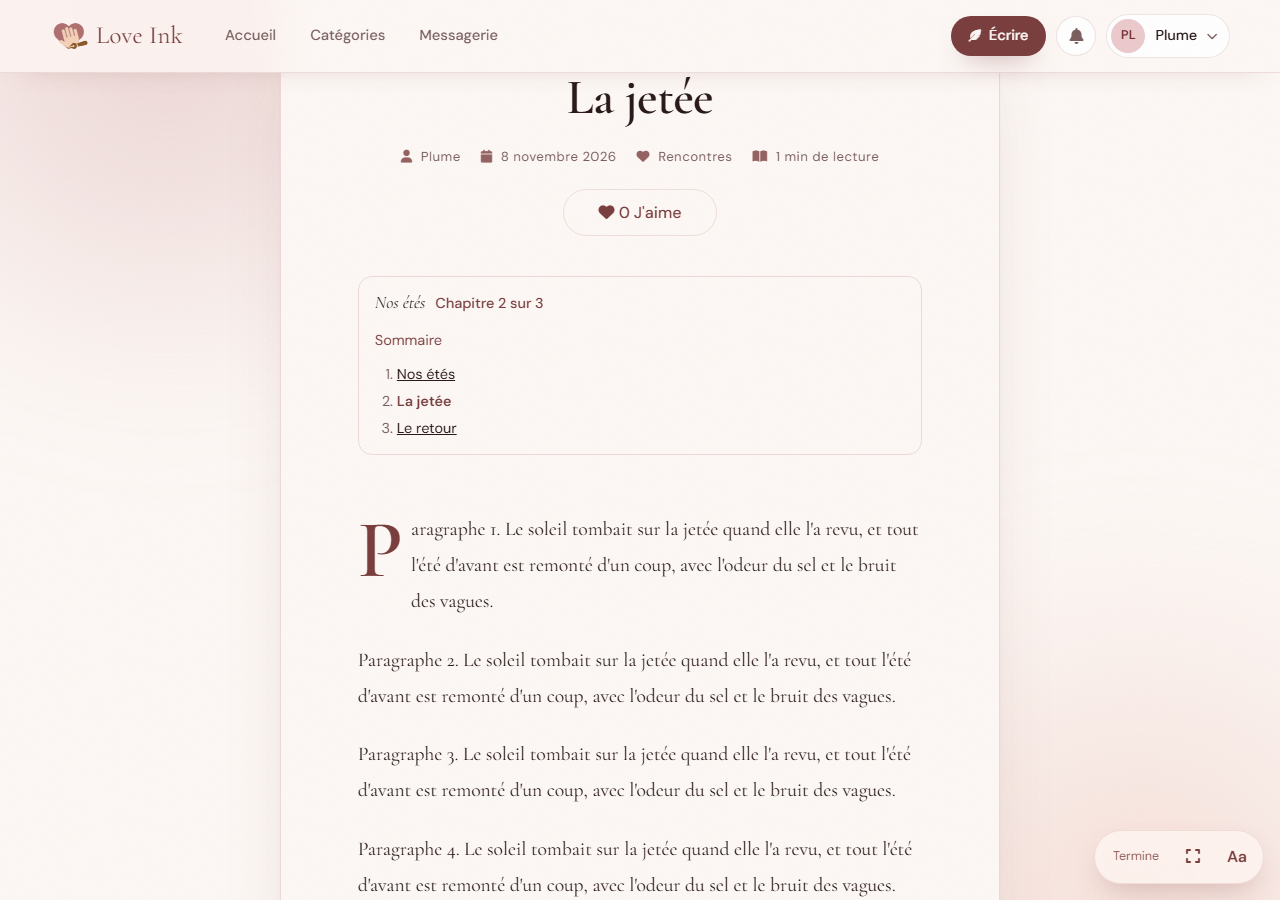 Love Ink
Accueil
Catégories
Messagerie
Écrire
PL
Plume
La jetée
Plume
8 novembre 2026
Rencontres
1 min de lecture
0 J'aime
Nos étés Chapitre 2 sur 3
Sommaire
1. Nos étés
2. La jetée
3. Le retour
Paragraphe 1. Le soleil tombait sur la jetée quand elle l'a revu, et tout
l'été d'avant est remonté d'un coup, avec l'odeur du sel et le bruit
des vagues.
Paragraphe 2. Le soleil tombait sur la jetée quand elle l'a revu, et tout l'été
d'avant est remonté d'un coup, avec l'odeur du sel et le bruit des vagues.
Paragraphe 3. Le soleil tombait sur la jetée quand elle l'a revu, et tout l'été
d'avant est remonté d'un coup, avec l'odeur du sel et le bruit des vagues.
Paragraphe 4. Le soleil tombait sur la jetée quand elle l'a revu, et tout l'été
d'avant est remonté d'un coup, avec l'odeur du sel et le bruit des vagues.
Termine
Aa